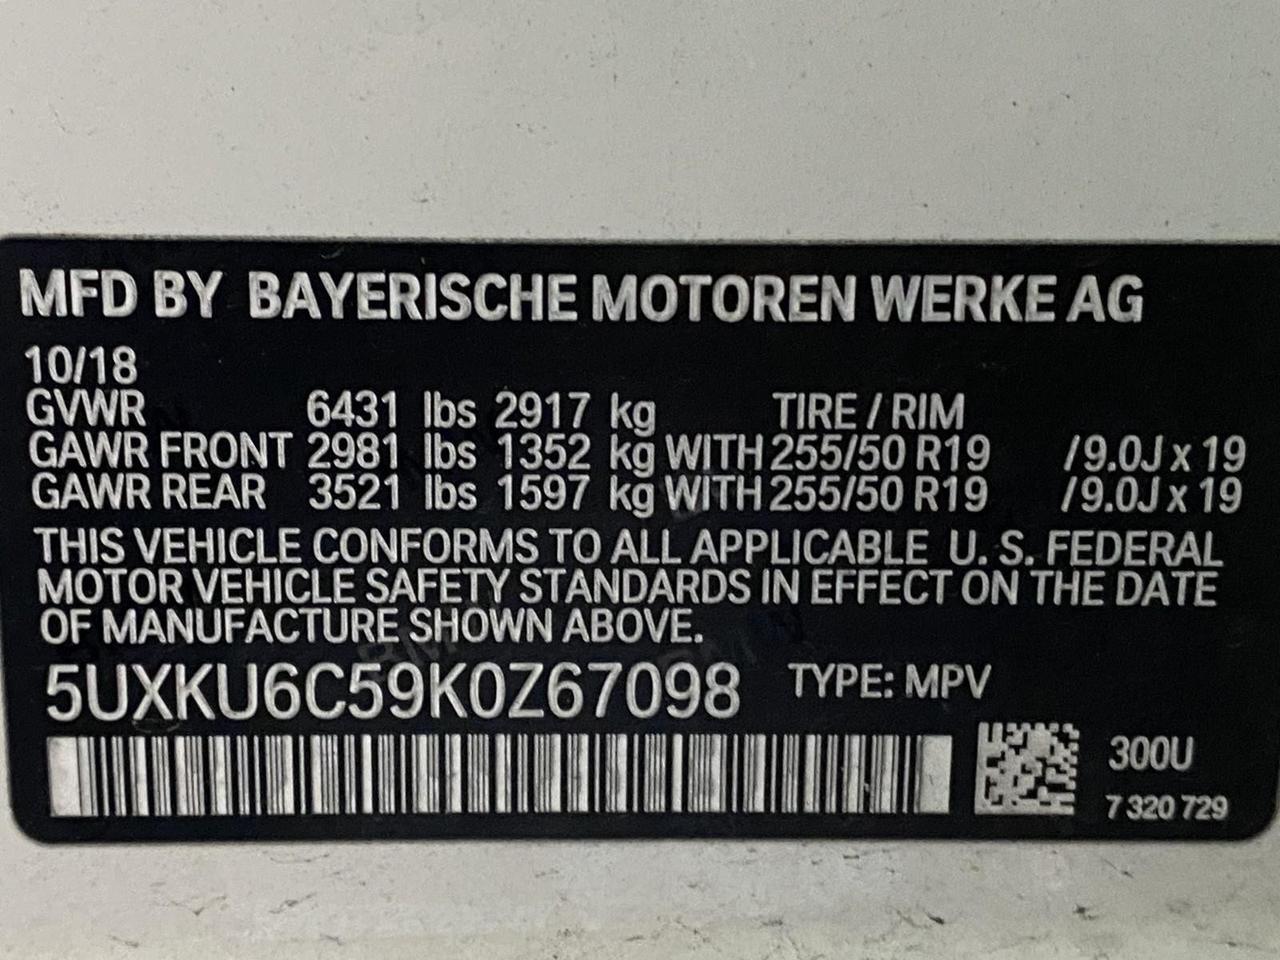 MFD BY BAYERISCHE MOTOREN WERKE AG
10/18
GVWR 6431 lbs 2917 kg TIRE / RIM
GAWR FRONT 2981 lbs 1352 kg WITH 255/50 R19 /9.0J x 19
GAWR REAR 3521 lbs 1597 kg WITH 255/50 R19 /9.0J x 19
THIS VEHICLE CONFORMS TO ALL APPLICABLE U. S. FEDERAL
MOTOR VEHICLE SAFETY STANDARDS IN EFFECT ON THE DATE
OF MANUFACTURE SHOWN ABOVE.
5UXKU6C59K0Z67098 TYPE: MPV
300U
7 320 729